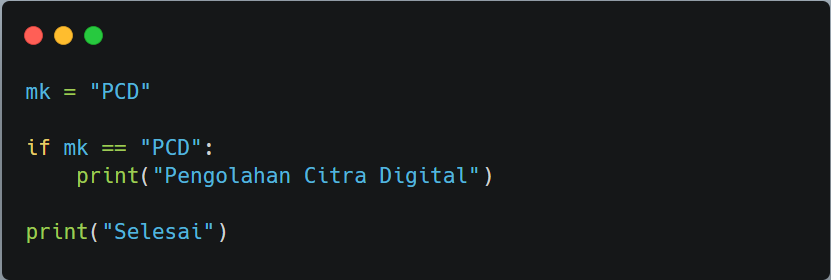 mk = "PCD"
if mk == "PCD":
    print("Pengolahan Citra Digital")
print("Selesai")